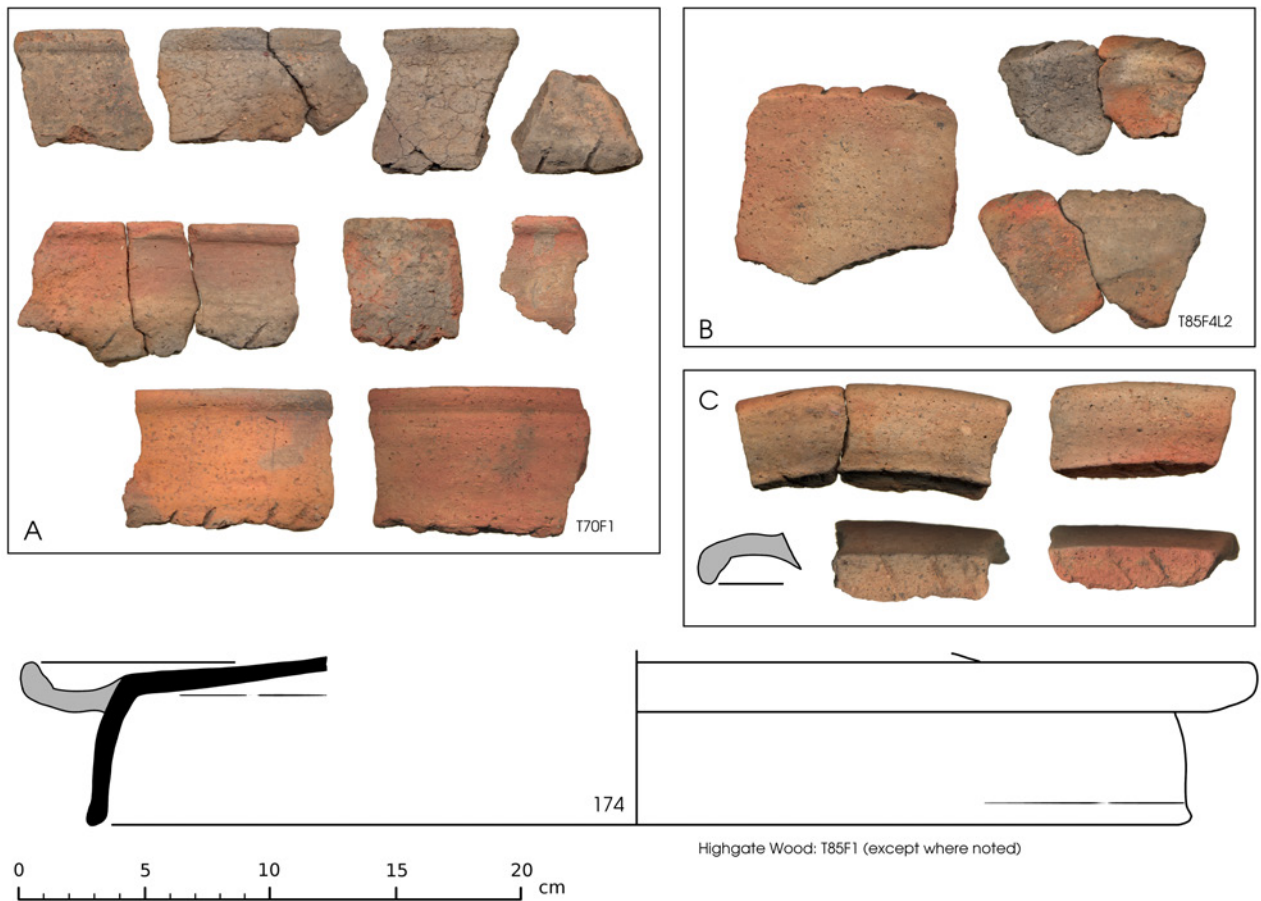 A
T70F1
B
T85F4L2
C
174
Highgate Wood: T85F1 (except where noted)
0 5 10 15 20 cm